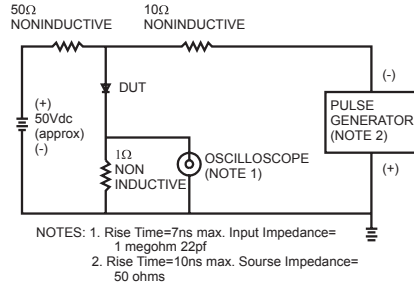 50Ω
NONINDUCTIVE
10Ω
NONINDUCTIVE
DUT
(+)
50Vdc
(approx)
(-)
1Ω
NON
INDUCTIVE
OSCILLOSCOPE
(NOTE 1)
(-)
PULSE
GENERATOR
(NOTE 2)
(+)
NOTES: 1. Rise Time=7ns max. Input Impedance=
1 megohm 22pf
2. Rise Time=10ns max. Sourse Impedance=
50 ohms